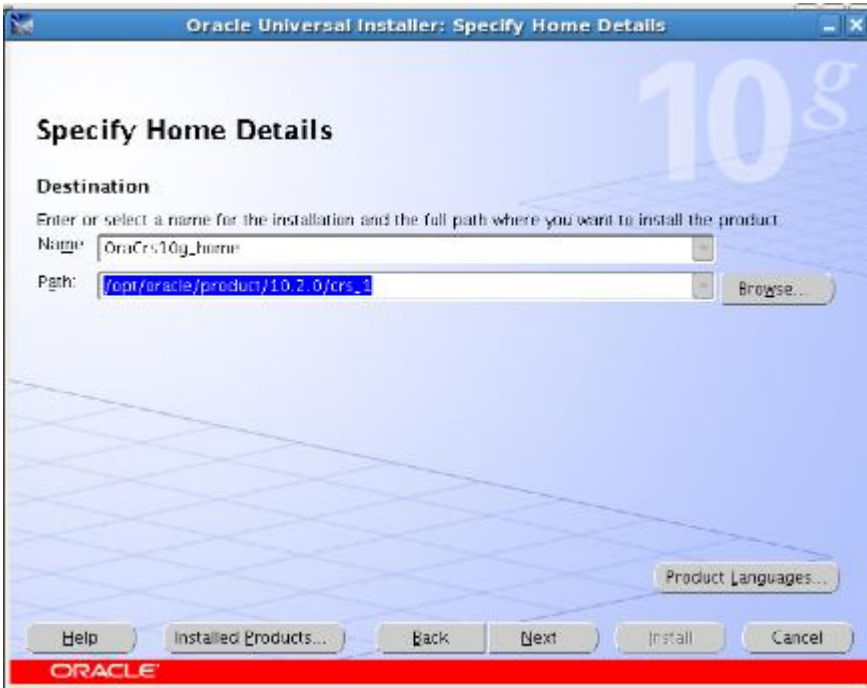 Oracle Universal Installer: Specify Home Details
10g
Specify Home Details
Destination
Enter or select a name for the installation and the full path where you want to install the product
Name OraCrs10g_home
Path: /opt/oracle/product/10.2.0/crs_1 Browse...
Product Languages...
Help Installed Products... Back Next Install Cancel
ORACLE